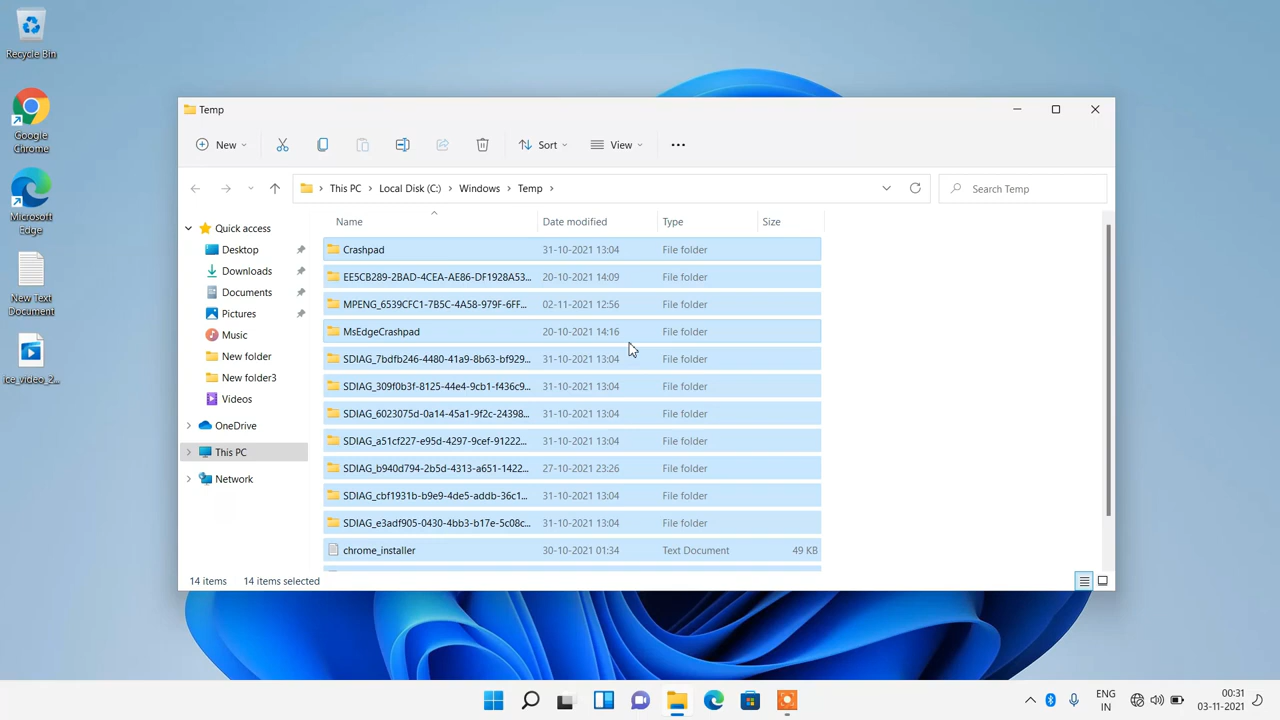 Recycle Bin
Google
Chrome
Microsoft
Edge
New Text
Document
ice_video_2...
Temp
New
Sort
View
This PC
Local Disk (C:)
Windows
Temp
Search Temp
Name
Date modified
Type
Size
Quick access
Desktop
Downloads
Documents
Pictures
Music
New folder
New folder3
Videos
OneDrive
This PC
Network
Crashpad 31-10-2021 13:04 File folder
EE5CB289-2BAD-4CEA-AE86-DF1928A53... 20-10-2021 14:09 File folder
MPENG_6539CFC1-7B5C-4A58-979F-6FF... 02-11-2021 12:56 File folder
MsEdgeCrashpad 20-10-2021 14:16 File folder
SDIAG_7bdfb246-4480-41a9-8b63-bf929... 31-10-2021 13:04 File folder
SDIAG_309f0b3f-8125-44e4-9cb1-f436c9... 31-10-2021 13:04 File folder
SDIAG_6023075d-0a14-45a1-9f2c-24398... 31-10-2021 13:04 File folder
SDIAG_a51cf227-e95d-4297-9cef-91222... 31-10-2021 13:04 File folder
SDIAG_b940d794-2b5d-4313-a651-1422... 27-10-2021 23:26 File folder
SDIAG_cbf1931b-b9e9-4de5-addb-36c1... 31-10-2021 13:04 File folder
SDIAG_e3adf905-0430-4bb3-b17e-5c08c... 31-10-2021 13:04 File folder
chrome_installer 30-10-2021 01:34 Text Document 49 KB
14 items 14 items selected
ENG
IN
00:31
03-11-2021